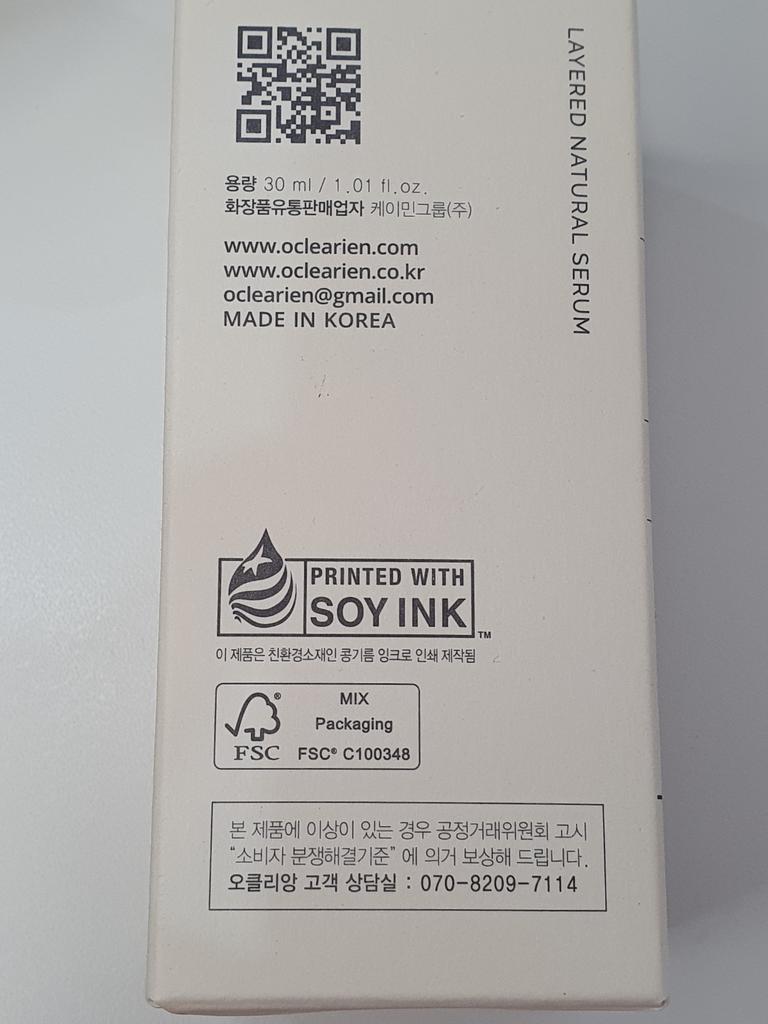 용량 30 ml / 1.01 fl.oz.
화장품유통판매업자 케이민그룹(주)
www.oclearien.com
www.oclearien.co.kr
oclearien@gmail.com
MADE IN KOREA
LAYERED NATURAL SERUM
PRINTED WITH
SOY INK™
이 제품은 친환경소재인 콩기름 잉크로 인쇄 제작됨
®
FSC
MIX
Packaging
FSC® C100348
본 제품에 이상이 있는 경우 공정거래위원회 고시
“소비자 분쟁해결기준” 에 의거 보상해 드립니다.
오클리앙 고객 상담실 : 070-8209-7114